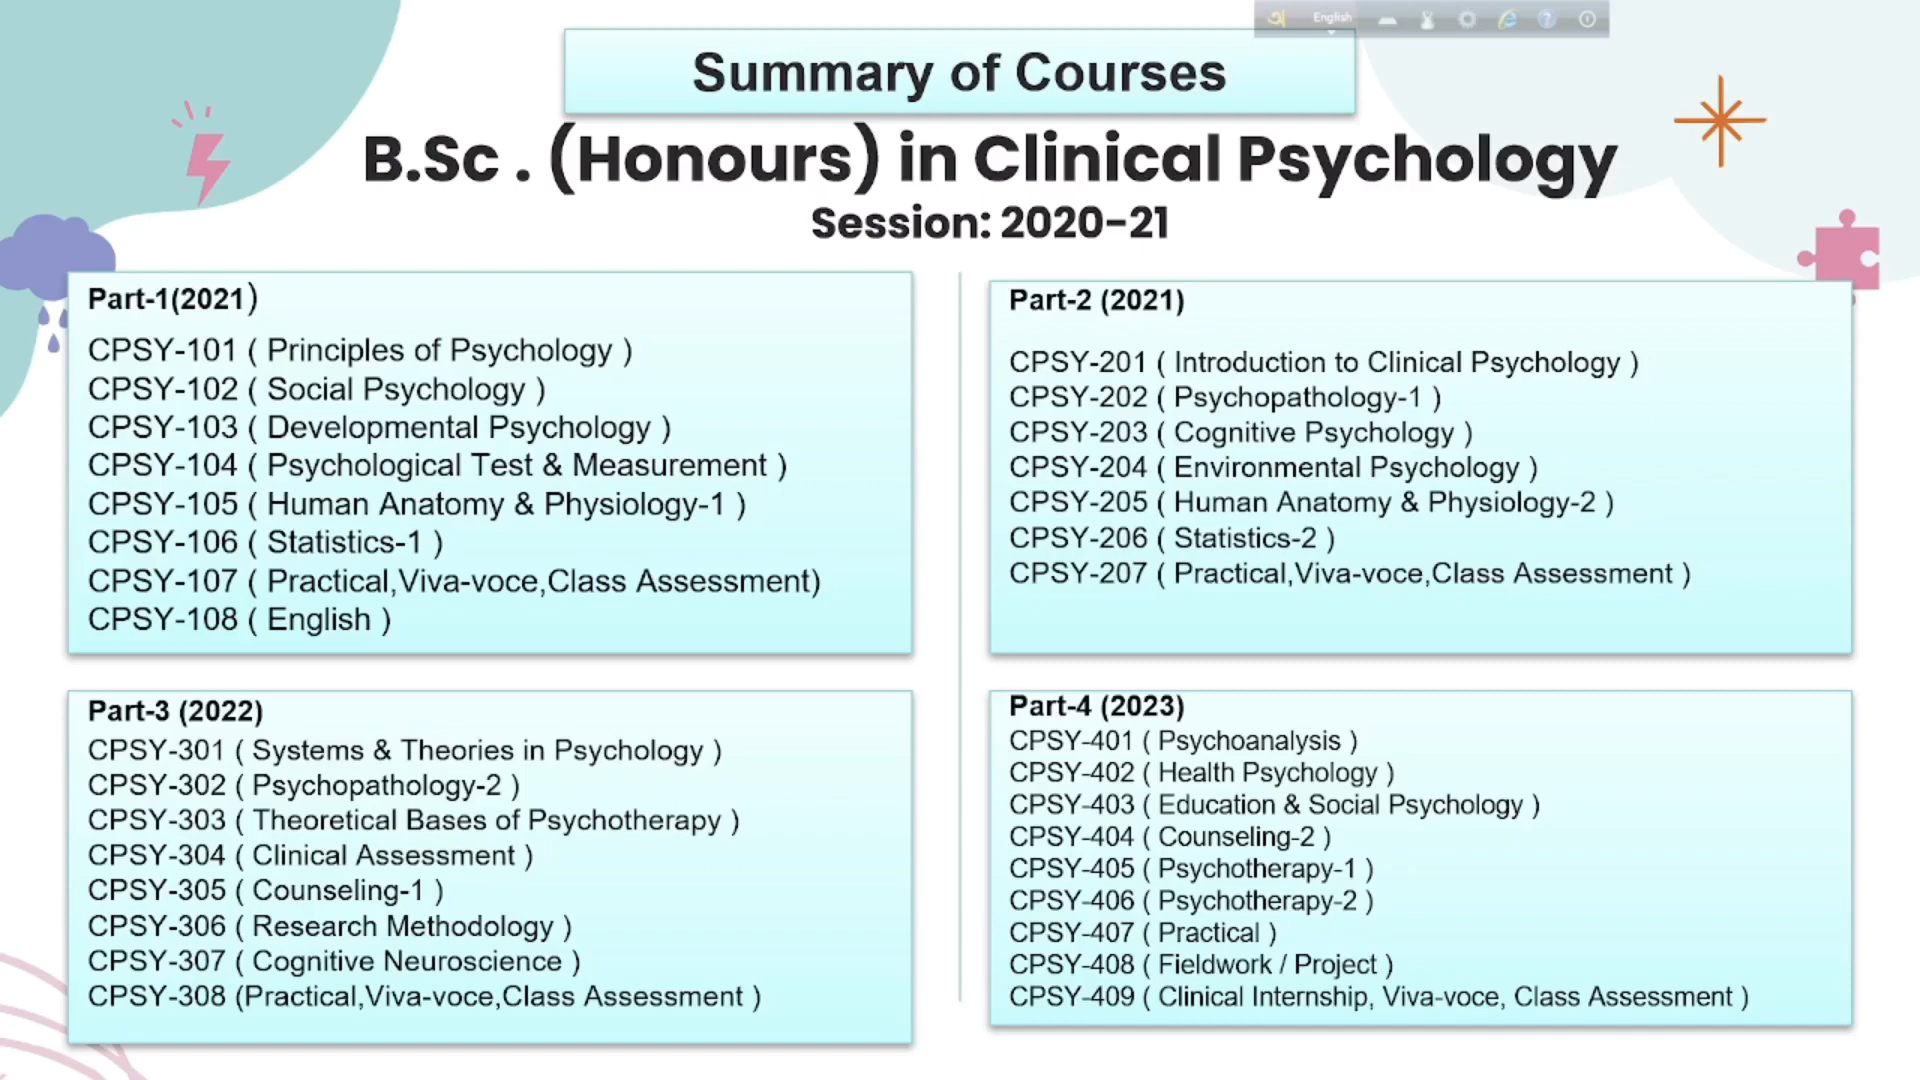 English
Summary of Courses
B.Sc . (Honours) in Clinical Psychology
Session: 2020-21
Part-1(2021)
CPSY-101 ( Principles of Psychology )
CPSY-102 ( Social Psychology )
CPSY-103 ( Developmental Psychology )
CPSY-104 ( Psychological Test & Measurement )
CPSY-105 ( Human Anatomy & Physiology-1 )
CPSY-106 ( Statistics-1 )
CPSY-107 ( Practical,Viva-voce,Class Assessment)
CPSY-108 ( English )
Part-2 (2021)
CPSY-201 ( Introduction to Clinical Psychology )
CPSY-202 ( Psychopathology-1 )
CPSY-203 ( Cognitive Psychology )
CPSY-204 ( Environmental Psychology )
CPSY-205 ( Human Anatomy & Physiology-2 )
CPSY-206 ( Statistics-2 )
CPSY-207 ( Practical,Viva-voce,Class Assessment )
Part-3 (2022)
CPSY-301 ( Systems & Theories in Psychology )
CPSY-302 ( Psychopathology-2 )
CPSY-303 ( Theoretical Bases of Psychotherapy )
CPSY-304 ( Clinical Assessment )
CPSY-305 ( Counseling-1 )
CPSY-306 ( Research Methodology )
CPSY-307 ( Cognitive Neuroscience )
CPSY-308 (Practical,Viva-voce,Class Assessment )
Part-4 (2023)
CPSY-401 ( Psychoanalysis )
CPSY-402 ( Health Psychology )
CPSY-403 ( Education & Social Psychology )
CPSY-404 ( Counseling-2 )
CPSY-405 ( Psychotherapy-1 )
CPSY-406 ( Psychotherapy-2 )
CPSY-407 ( Practical )
CPSY-408 ( Fieldwork / Project )
CPSY-409 ( Clinical Internship, Viva-voce, Class Assessment )